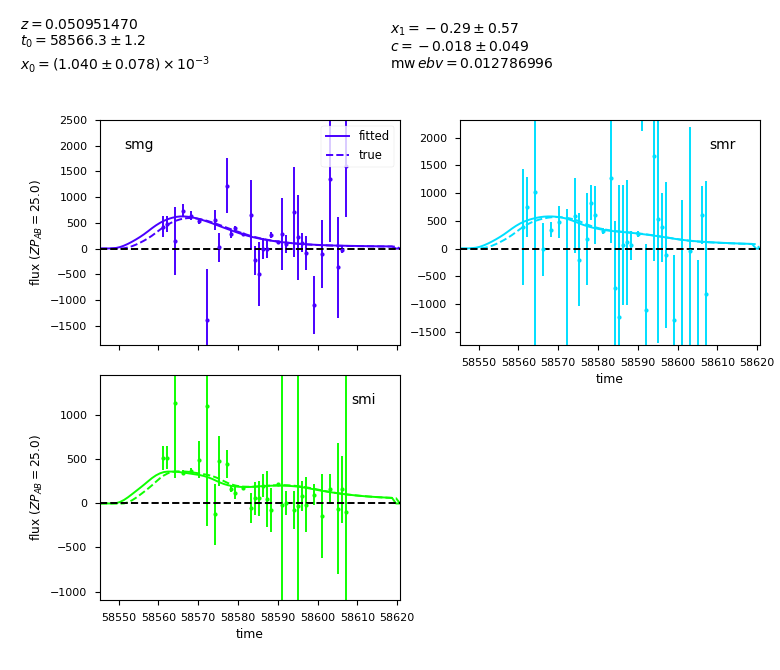 z = 0.050951470
t₀ = 58566.3 ± 1.2
x₀ = (1.040 ± 0.078) × 10⁻³
x₁ = −0.29 ± 0.57
c = −0.018 ± 0.049
mw ebv = 0.012786996
flux (ZP_AB = 25.0)
2500
2000
1500
1000
500
0
−500
−1000
−1500
smg
fitted
true
2000
1500
1000
500
0
−500
−1000
−1500
smr
58550 58560 58570 58580 58590 58600 58610 58620
time
flux (ZP_AB = 25.0)
1000
500
0
−500
−1000
smi
58550 58560 58570 58580 58590 58600 58610 58620
time